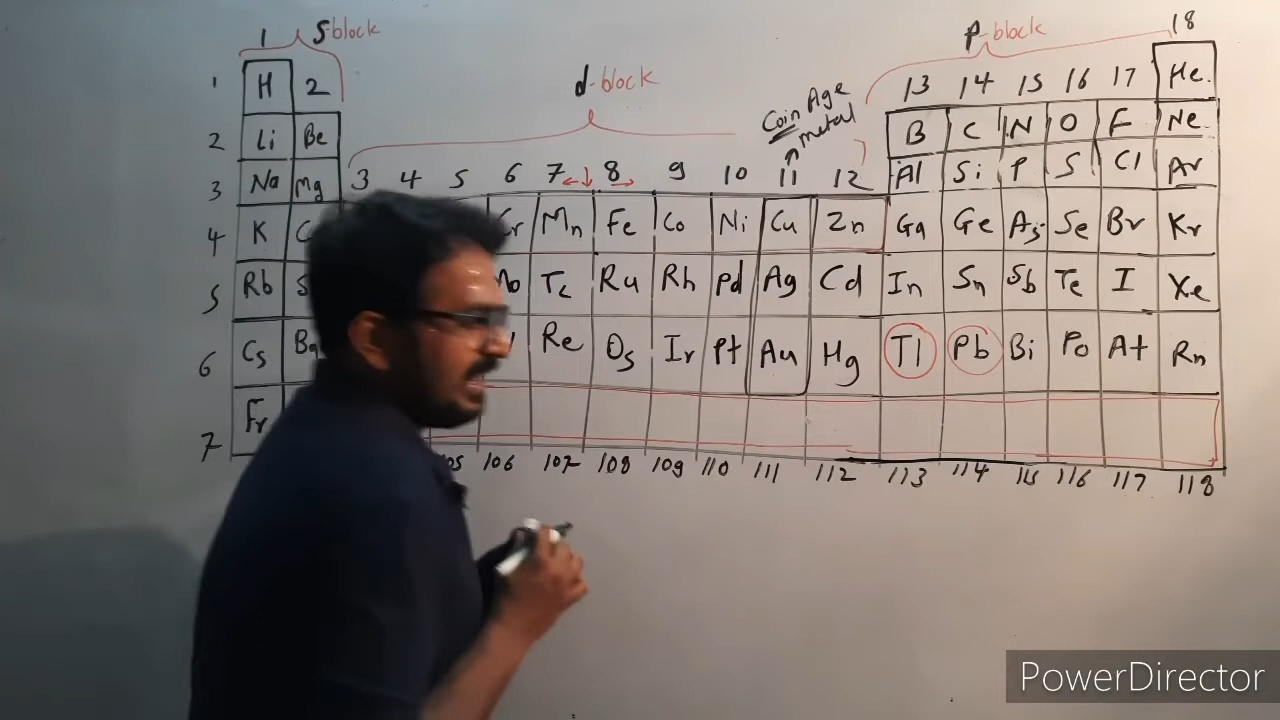 1 S-block p-block 18
1 H 2 d-block 13 14 15 16 17 He
Coin Age
metal
2 Li Be B C N O F Ne
3 Na Mg 3 4 5 6 7 8 9 10 11 12 Al Si P S Cl Ar
4 K Mn Fe Co Ni Cu Zn Ga Ge As Se Br Kr
5 Rb Tc Ru Rh Pd Ag Cd In Sn Sb Te I Xe
6 Cs Ba Re Os Ir Pt Au Hg Tl Pb Bi Po At Rn
7 Fr
106 107 108 109 110 111 112 113 114 115 116 117 118
PowerDirector